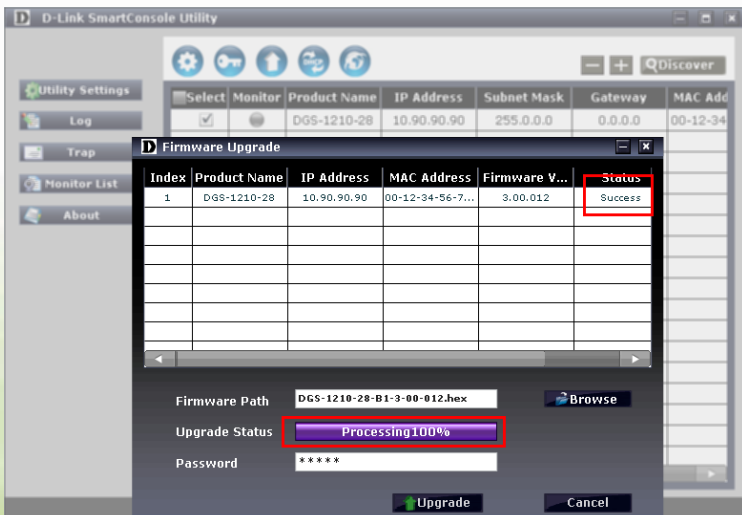 D-Link SmartConsole Utility
Discover
Utility Settings
Select Monitor Product Name IP Address Subnet Mask Gateway MAC Add
Log
DGS-1210-28 10.90.90.90 255.0.0.0 0.0.0.0 00-12-34
Trap
Monitor List
About
D Firmware Upgrade
Index Product Name IP Address MAC Address Firmware V... Status
1 DGS-1210-28 10.90.90.90 00-12-34-56-7... 3.00.012 Success
Firmware Path DGS-1210-28-B1-3-00-012.hex Browse
Upgrade Status Processing100%
Password *****
Upgrade Cancel